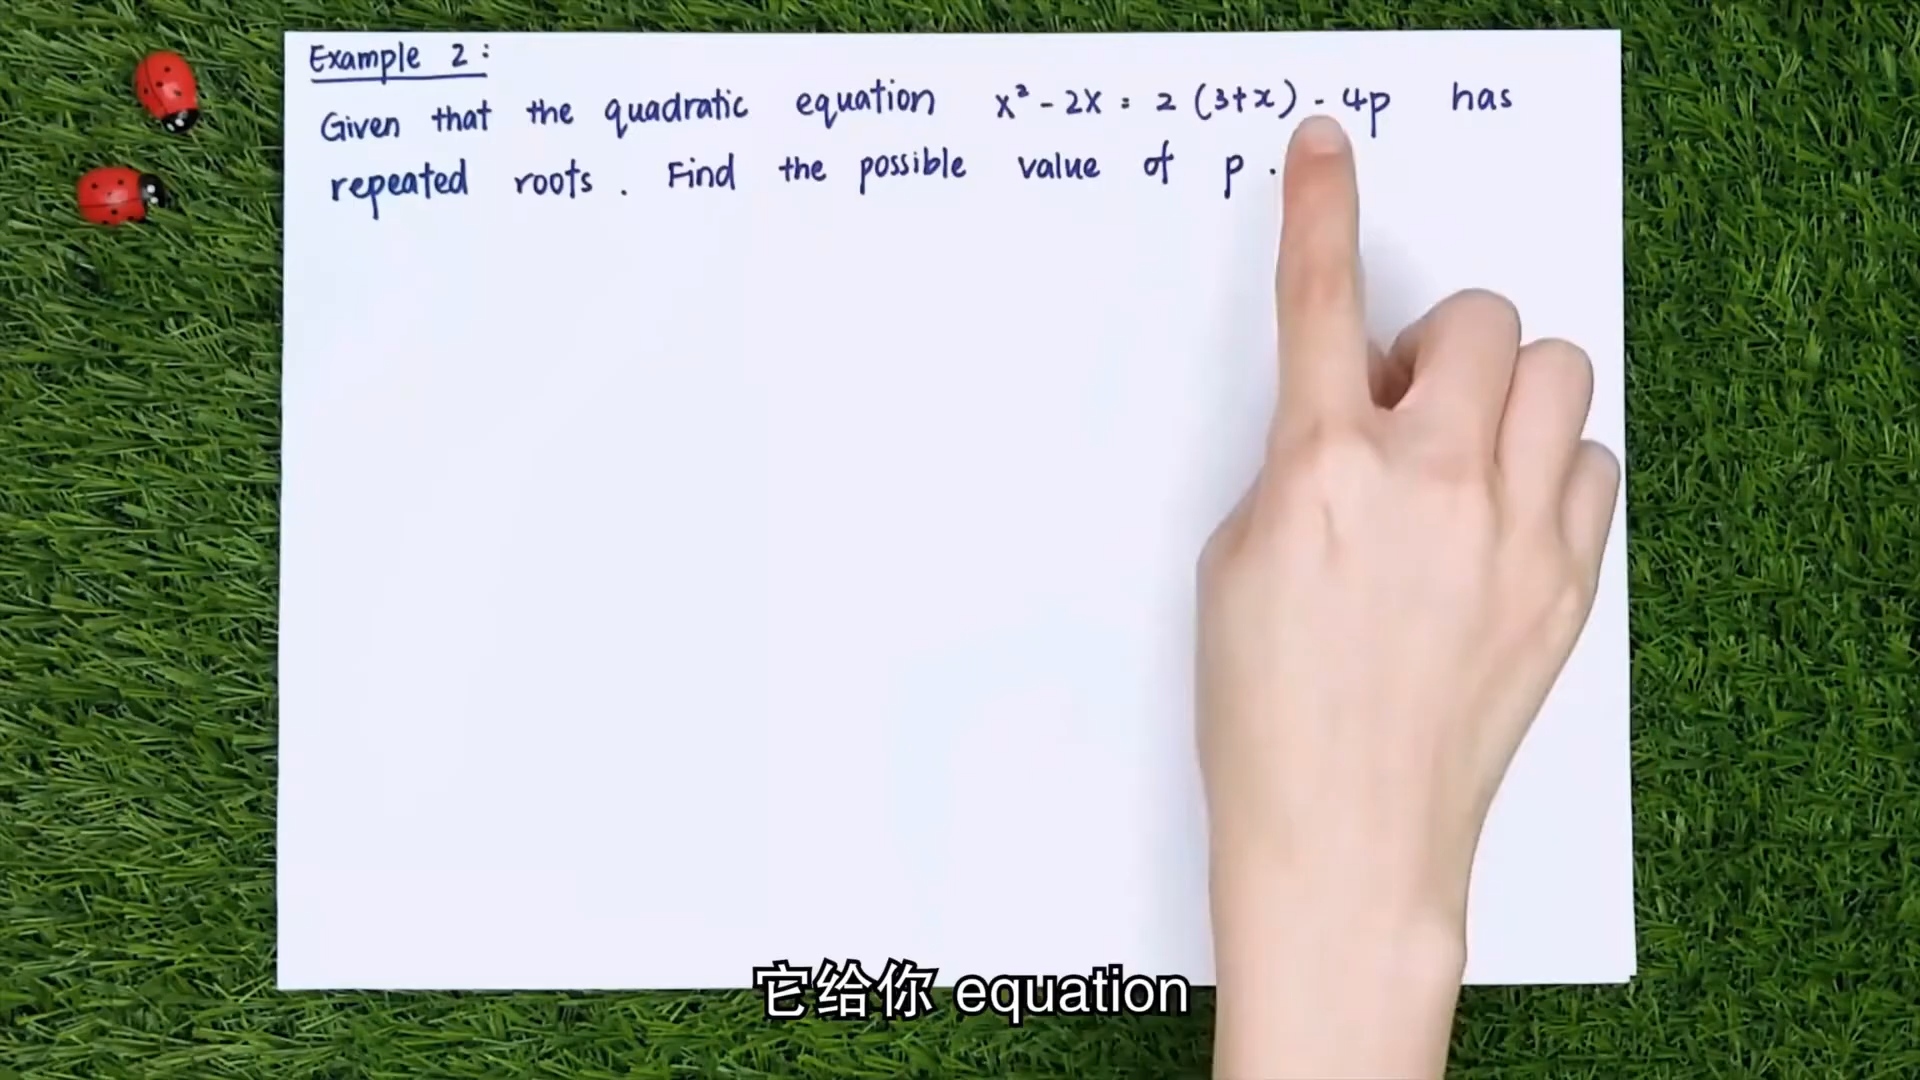 Example 2:
Given that the quadratic equation x² - 2x = 2 (3+x) - 4p has
repeated roots. Find the possible value of p.
它给你 equation